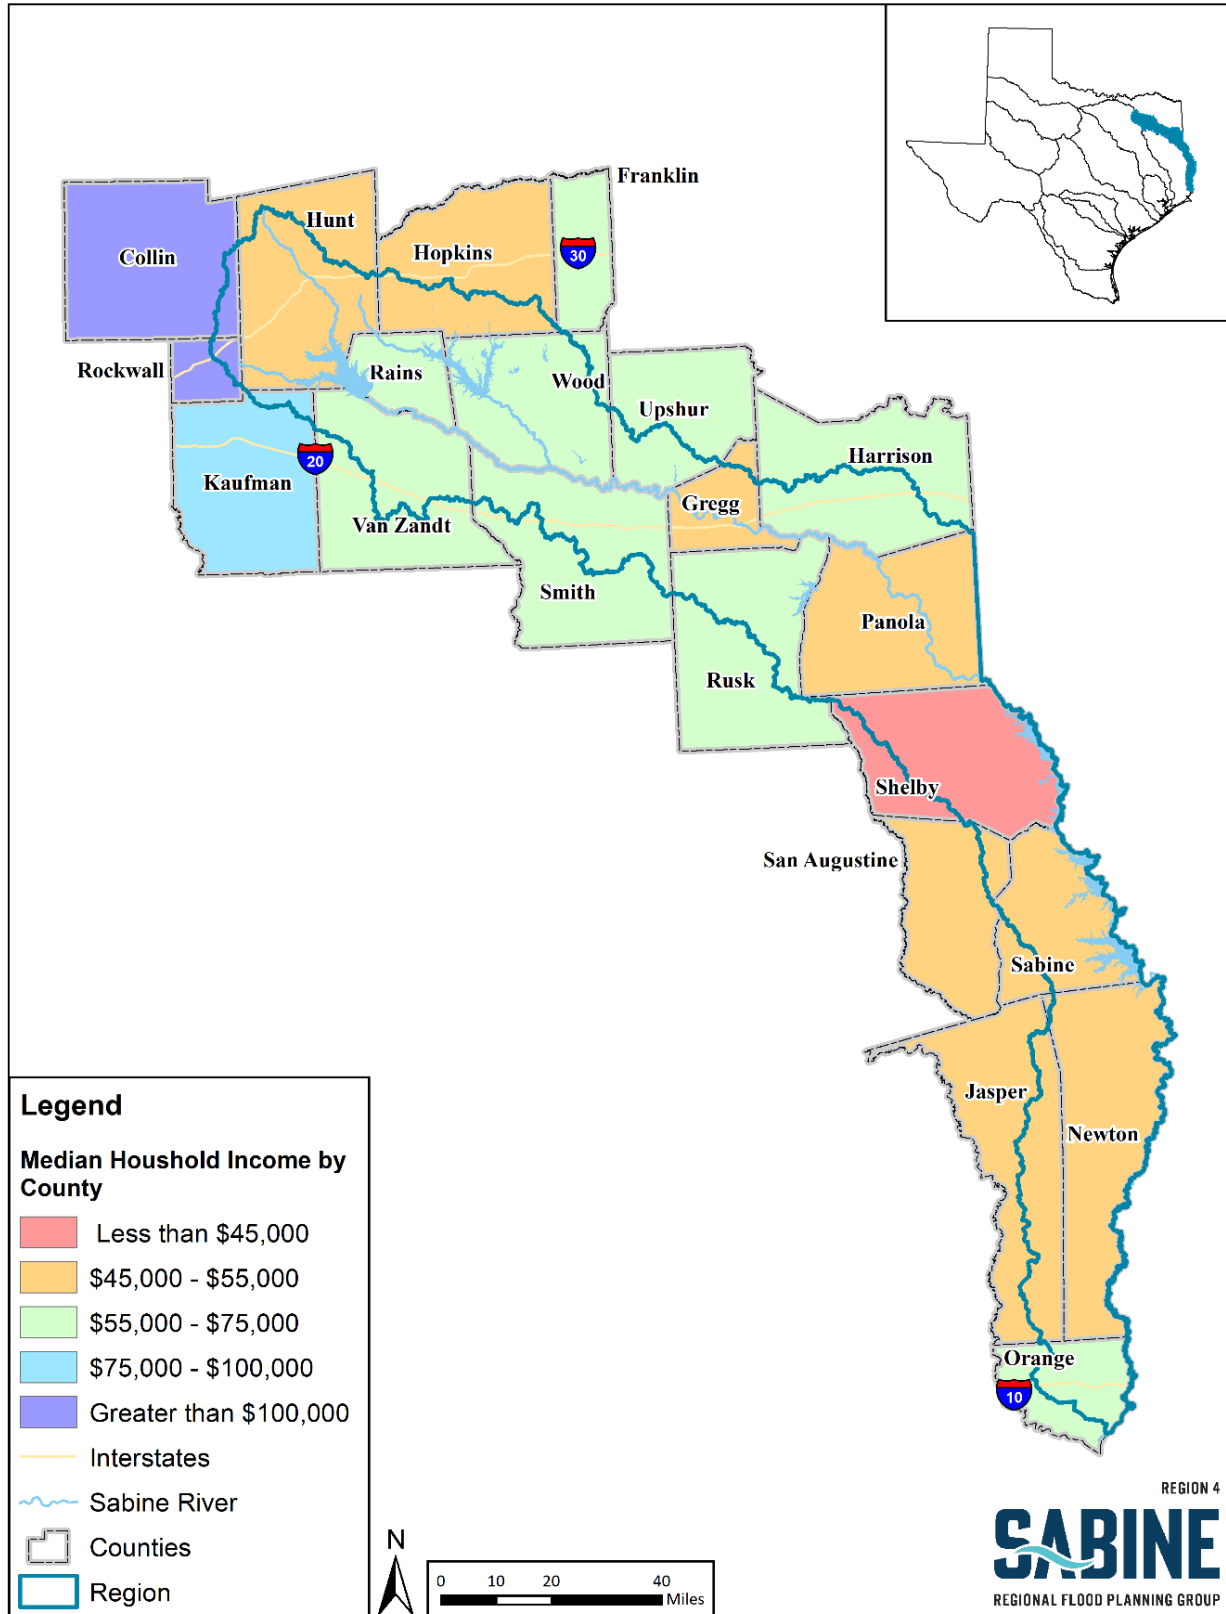 Franklin
Hunt
Hopkins
Collin
30
Rockwall
Rains
Wood
Upshur
Harrison
20
Kaufman
Gregg
Van Zandt
Smith
Panola
Rusk
Shelby
San Augustine
Sabine
Jasper
Newton
Orange
10
Legend
Median Houshold Income by
County
Less than $45,000
$45,000 - $55,000
$55,000 - $75,000
$75,000 - $100,000
Greater than $100,000
Interstates
Sabine River
Counties
Region
N
0 10 20 40
Miles
REGION 4
SABINE
REGIONAL FLOOD PLANNING GROUP